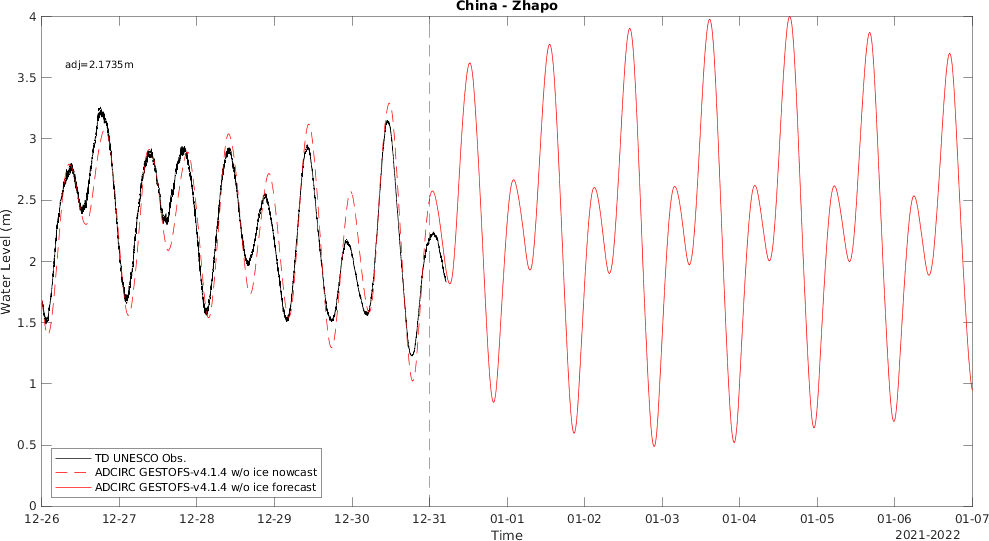 China - Zhapo
adj=2.1735m
Water Level (m)
4
3.5
3
2.5
2
1.5
1
0.5
0
TD UNESCO Obs.
ADCIRC GESTOFS-v4.1.4 w/o ice nowcast
ADCIRC GESTOFS-v4.1.4 w/o ice forecast
12-26 12-27 12-28 12-29 12-30 12-31 01-01 01-02 01-03 01-04 01-05 01-06 01-07
Time
2021-2022